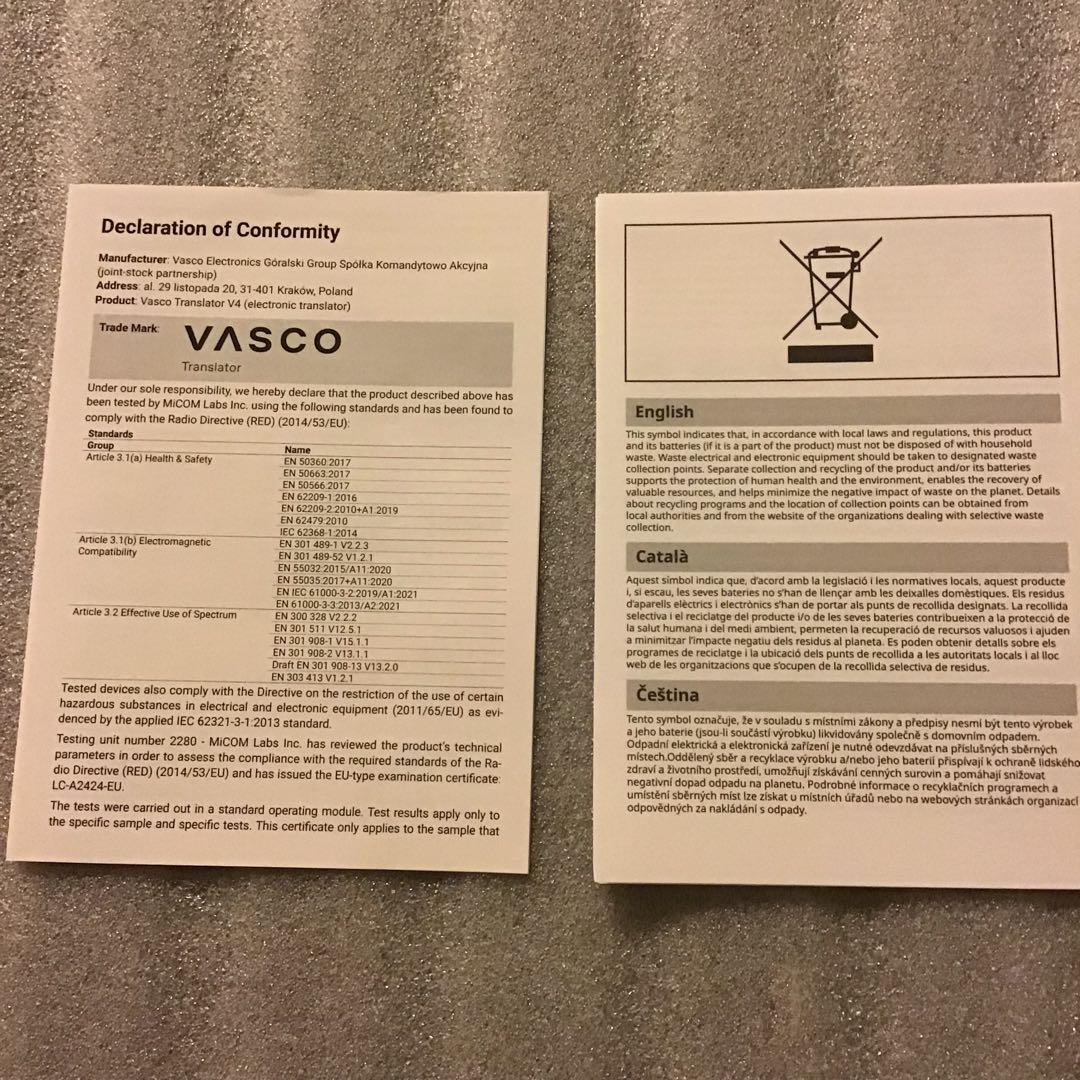 Declaration of Conformity
Manufacturer: Vasco Electronics Góralski Group Spółka Komandytowo Akcyjna
(joint-stock partnership)
Address: al. 29 listopada 20, 31-401 Kraków, Poland
Product: Vasco Translator V4 (electronic translator)
Trade Mark: VASCO
Translator
Under our sole responsibility, we hereby declare that the product described above has
been tested by MiCOM Labs Inc. using the following standards and has been found to
comply with the Radio Directive (RED) (2014/53/EU):
Standards
Group Name
Article 3.1(a) Health & Safety EN 50360:2017
EN 50663:2017
EN 50566:2017
EN 62209-1:2016
EN 62209-2:2010+A1:2019
EN 62479:2010
IEC 62368-1:2014
Article 3.1(b) Electromagnetic EN 301 489-1 V2.2.3
Compatibility EN 301 489-52 V1.2.1
EN 55032:2015/A11:2020
EN 55035:2017+A11:2020
EN IEC 61000-3-2:2019/A1:2021
EN 61000-3-3:2013/A2:2021
Article 3.2 Effective Use of Spectrum EN 300 328 V2.2.2
EN 301 511 V12.5.1
EN 301 908-1 V15.1.1
EN 301 908-2 V13.1.1
Draft EN 301 908-13 V13.2.0
EN 303 413 V1.2.1
Tested devices also comply with the Directive on the restriction of the use of certain
hazardous substances in electrical and electronic equipment (2011/65/EU) as evi-
denced by the applied IEC 62321-3-1:2013 standard.
Testing unit number 2280 - MiCOM Labs Inc. has reviewed the product's technical
parameters in order to assess the compliance with the required standards of the Ra-
dio Directive (RED) (2014/53/EU) and has issued the EU-type examination certificate:
LC-A2424-EU.
The tests were carried out in a standard operating module. Test results apply only to
the specific sample and specific tests. This certificate only applies to the sample that
English
This symbol indicates that, in accordance with local laws and regulations, this product
and its batteries (if it is a part of the product) must not be disposed of with household
waste. Waste electrical and electronic equipment should be taken to designated waste
collection points. Separate collection and recycling of the product and/or its batteries
supports the protection of human health and the environment, enables the recovery of
valuable resources, and helps minimize the negative impact of waste on the planet. Details
about recycling programs and the location of collection points can be obtained from
local authorities and from the website of the organizations dealing with selective waste
collection.
Català
Aquest símbol indica que, d'acord amb la legislació i les normatives locals, aquest producte
i, si escau, les seves bateries no s'han de llençar amb les deixalles domèstiques. Els residus
d'aparells elèctrics i electrònics s'han de portar als punts de recollida designats. La recollida
selectiva i el reciclatge del producte i/o de les seves bateries contribueixen a la protecció de
la salut humana i del medi ambient, permeten la recuperació de recursos valuosos i ajuden
a minimitzar l'impacte negatiu dels residus al planeta. Es poden obtenir detalls sobre els
programes de reciclatge i la ubicació dels punts de recollida a les autoritats locals i al lloc
web de les organitzacions que s'ocupen de la recollida selectiva de residus.
Čeština
Tento symbol označuje, že v souladu s místními zákony a předpisy nesmí být tento výrobek
a jeho baterie (jsou-li součástí výrobku) likvidovány společně s domovním odpadem.
Odpadní elektrická a elektronická zařízení je nutné odevzdávat na příslušných sběrných
místech.Oddělený sběr a recyklace výrobku a/nebo jeho baterií přispívají k ochraně lidského
zdraví a životního prostředí, umožňují získávání cenných surovin a pomáhají snižovat
negativní dopad odpadu na planetu. Podrobné informace o recyklačních programech a
umístění sběrných míst lze získat u místních úřadů nebo na webových stránkách organizací
odpovědných za nakládání s odpady.